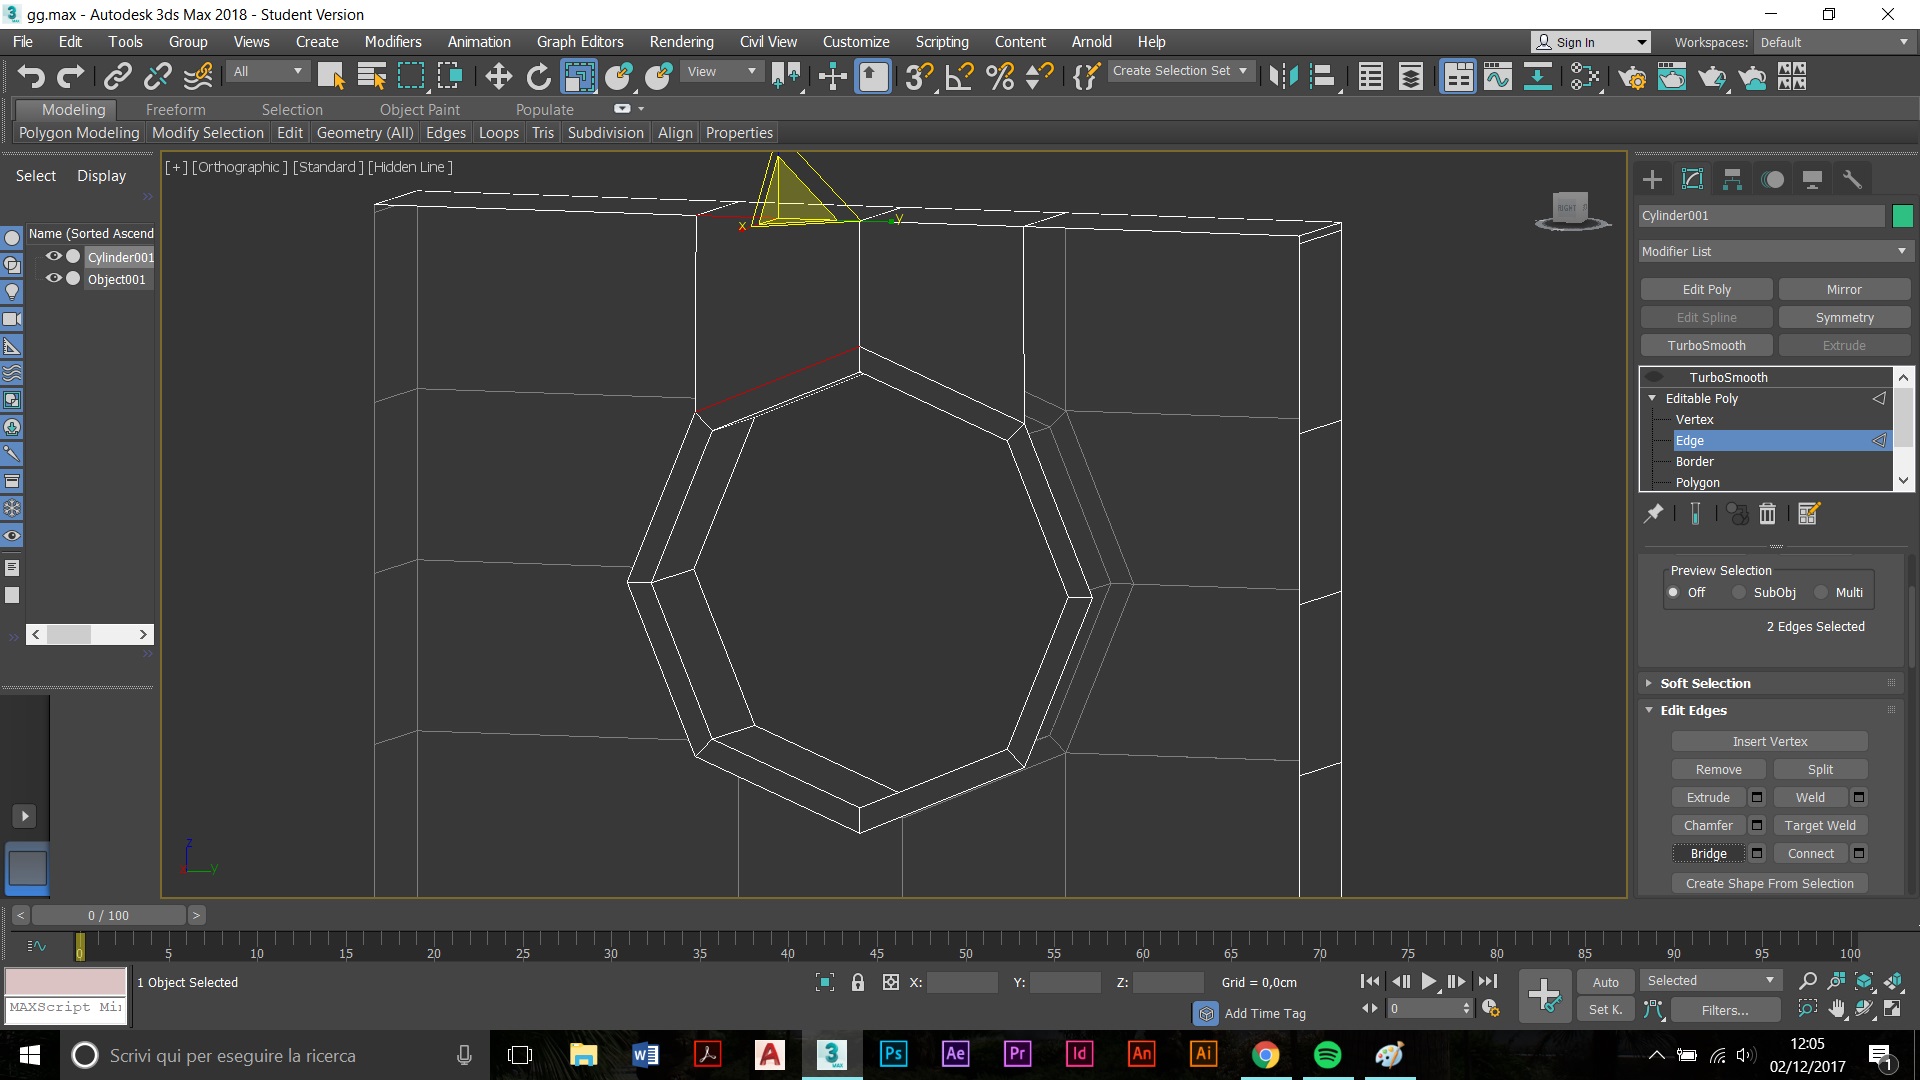 gg.max - Autodesk 3ds Max 2018 - Student Version
File Edit Tools Group Views Create Modifiers Animation Graph Editors Rendering Civil View Customize Scripting Content Arnold Help
Sign In Workspaces: Default
All View Create Selection Set
Modeling Freeform Selection Object Paint Populate
Polygon Modeling Modify Selection Edit Geometry (All) Edges Loops Tris Subdivision Align Properties
Select Display
[+] [Orthographic ] [Standard ] [Hidden Line ]
Name (Sorted Ascend
Cylinder001
Object001
x y
RIGHT
z
y
Cylinder001
Modifier List
Edit Poly Mirror
Edit Spline Symmetry
TurboSmooth Extrude
TurboSmooth
Editable Poly
Vertex
Edge
Border
Polygon
Preview Selection
Off SubObj Multi
2 Edges Selected
Soft Selection
Edit Edges
Insert Vertex
Remove Split
Extrude Weld
Chamfer Target Weld
Bridge Connect
Create Shape From Selection
< 0 / 100 >
0 5 10 15 20 25 30 35 40 45 50 55 60 65 70 75 80 85 90 95 100
1 Object Selected X: Y: Z: Grid = 0,0cm Auto Selected
MAXScript Mi
Add Time Tag 0 Set K. Filters...
Scrivi qui per eseguire la ricerca
Ps Ae Pr Id An Ai
12:05
02/12/2017
1